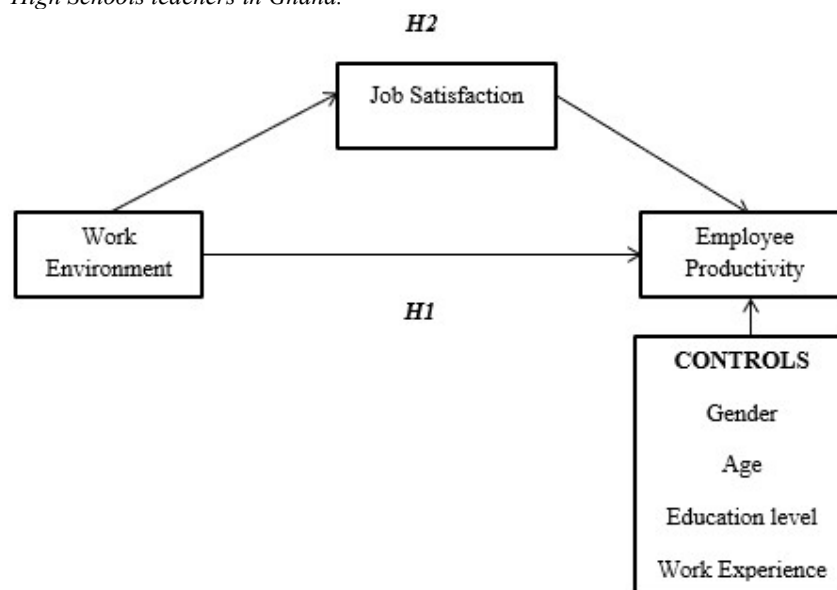 High Schools teachers in Ghana.
H2
Job Satisfaction
Work
Environment
Employee
Productivity
H1
CONTROLS
Gender
Age
Education level
Work Experience